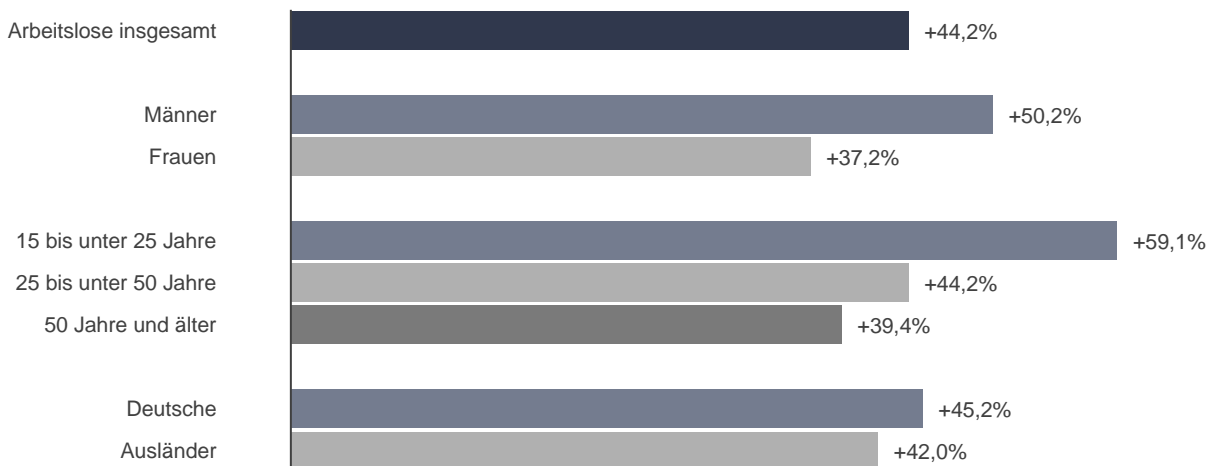 Arbeitslose insgesamt +44,2%
Männer +50,2%
Frauen +37,2%
15 bis unter 25 Jahre +59,1%
25 bis unter 50 Jahre +44,2%
50 Jahre und älter +39,4%
Deutsche +45,2%
Ausländer +42,0%